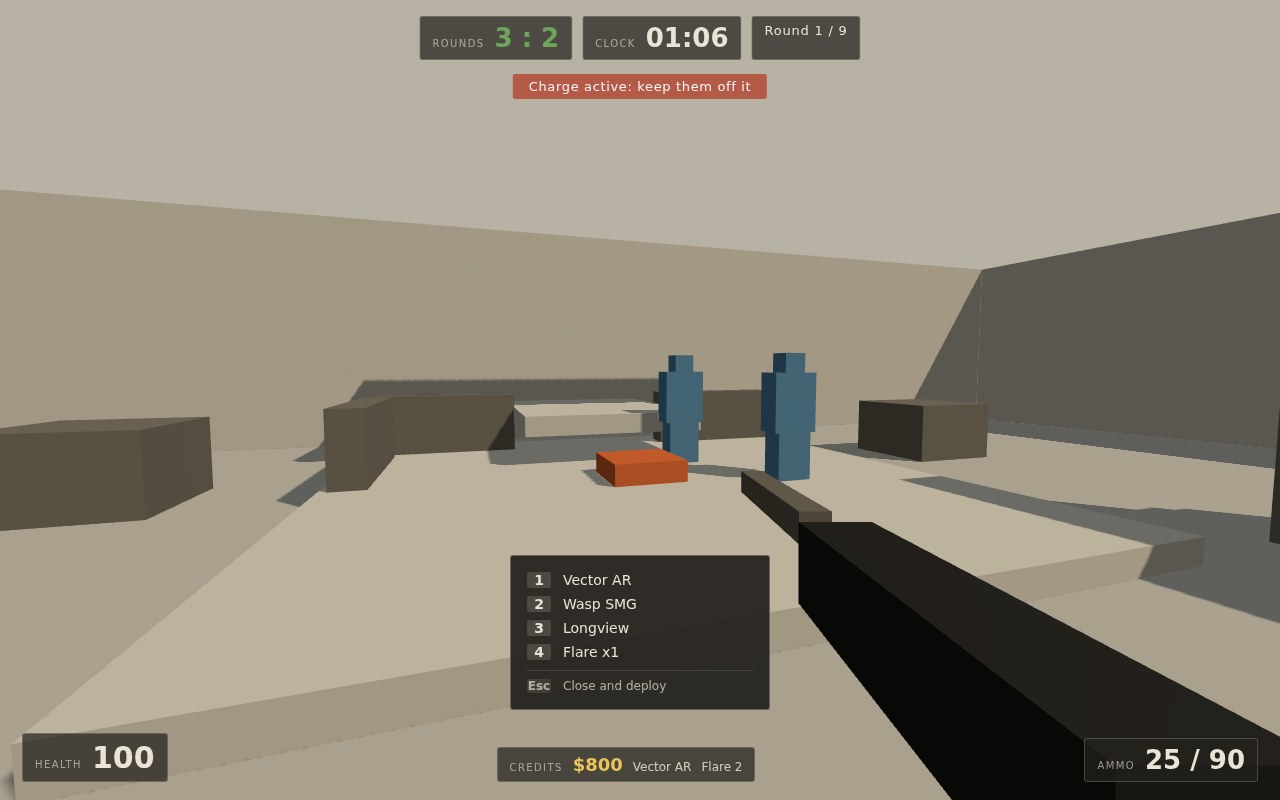 ROUNDS 3 : 2
CLOCK 01:06
Round 1 / 9
Charge active: keep them off it
1 Vector AR
2 Wasp SMG
3 Longview
4 Flare x1
Esc Close and deploy
HEALTH 100
CREDITS $800 Vector AR Flare 2
AMMO 25 / 90